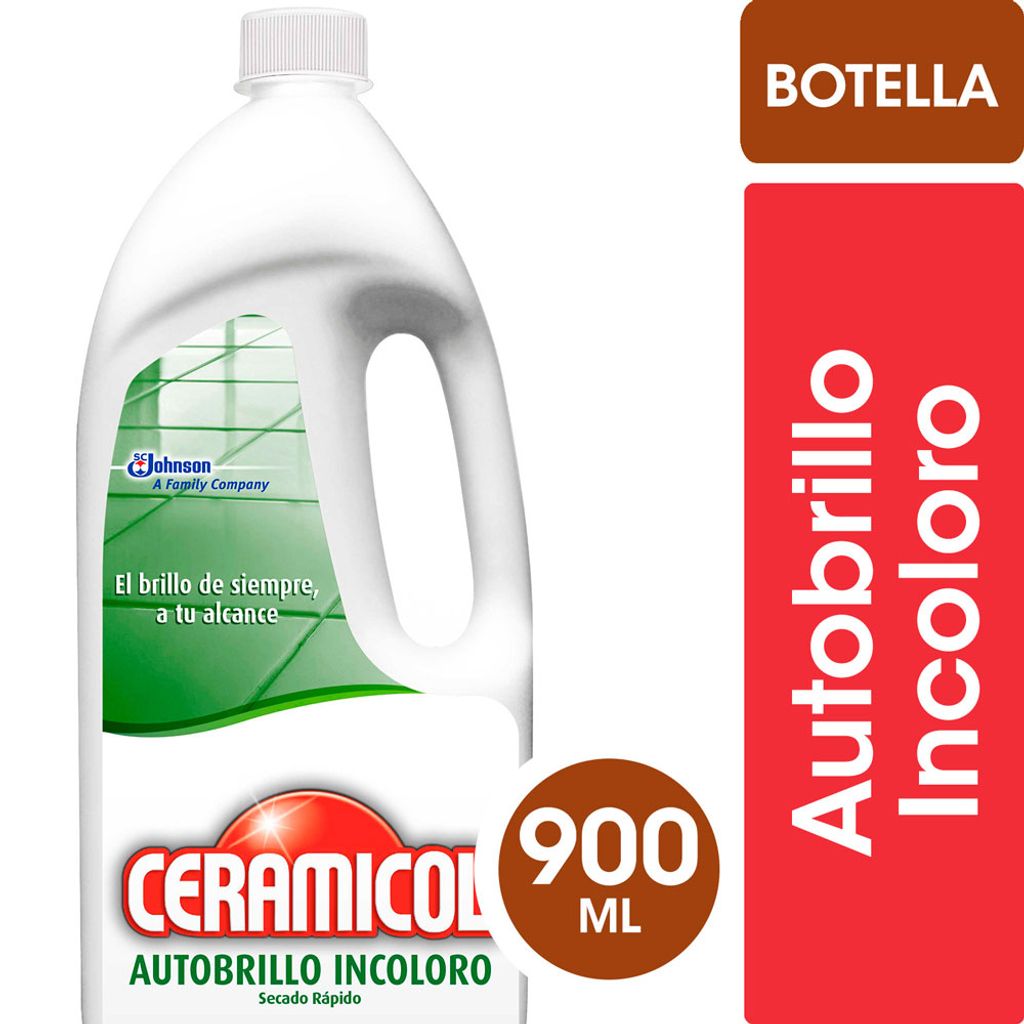 BOTELLA
Autobrillo
Incoloro
SC
Johnson
A Family Company
El brillo de siempre,
a tu alcance
CERAMICOL
AUTOBRILLO INCOLORO
Secado Rápido
900
ML